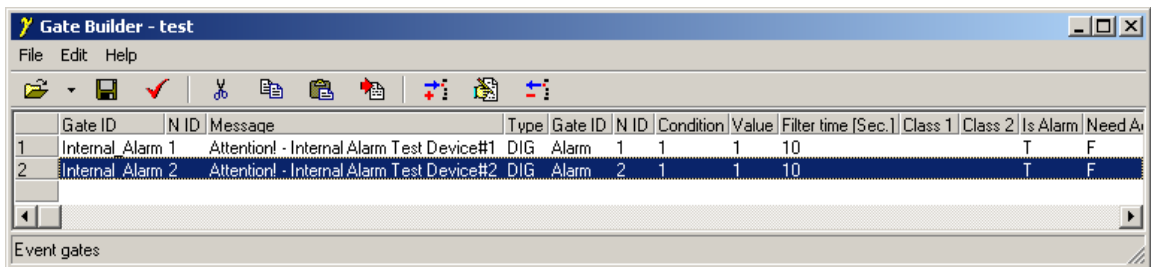 Gate Builder - test
File Edit Help
Gate ID N ID Message Type Gate ID N ID Condition Value Filter time [Sec.] Class 1 Class 2 Is Alarm Need A
1 Internal_Alarm 1 Attention! - Internal Alarm Test Device#1 DIG Alarm 1 1 1 10 T F
2 Internal_Alarm 2 Attention! - Internal Alarm Test Device#2 DIG Alarm 2 1 1 10 T F
Event gates